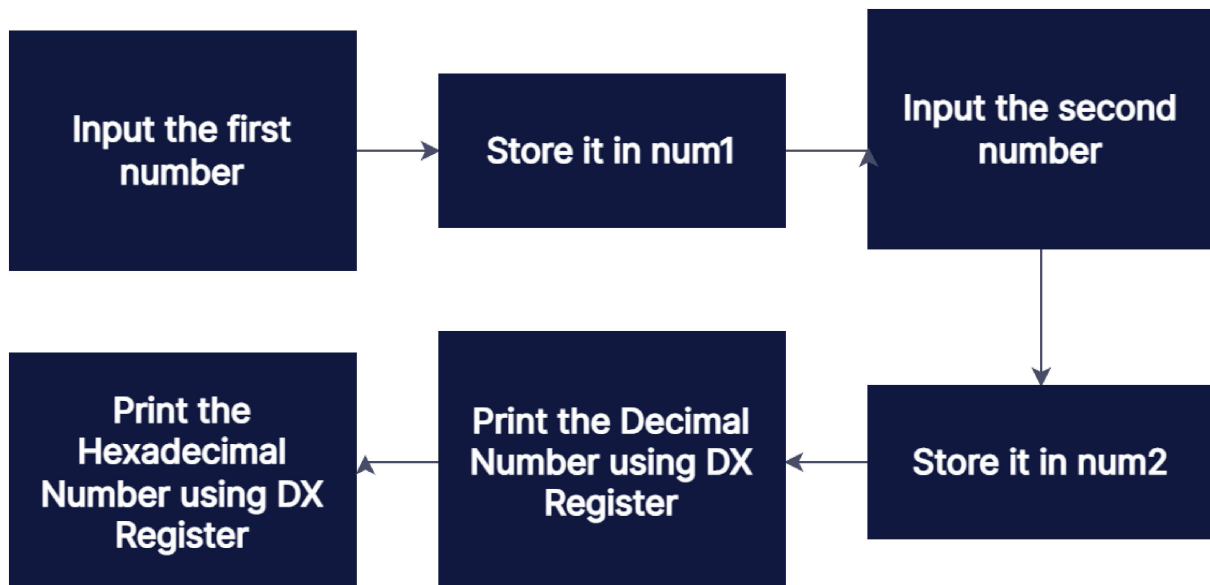 Input the first
number
Store it in num1
Input the second
number
Store it in num2
Print the Decimal
Number using DX
Register
Print the
Hexadecimal
Number using DX
Register